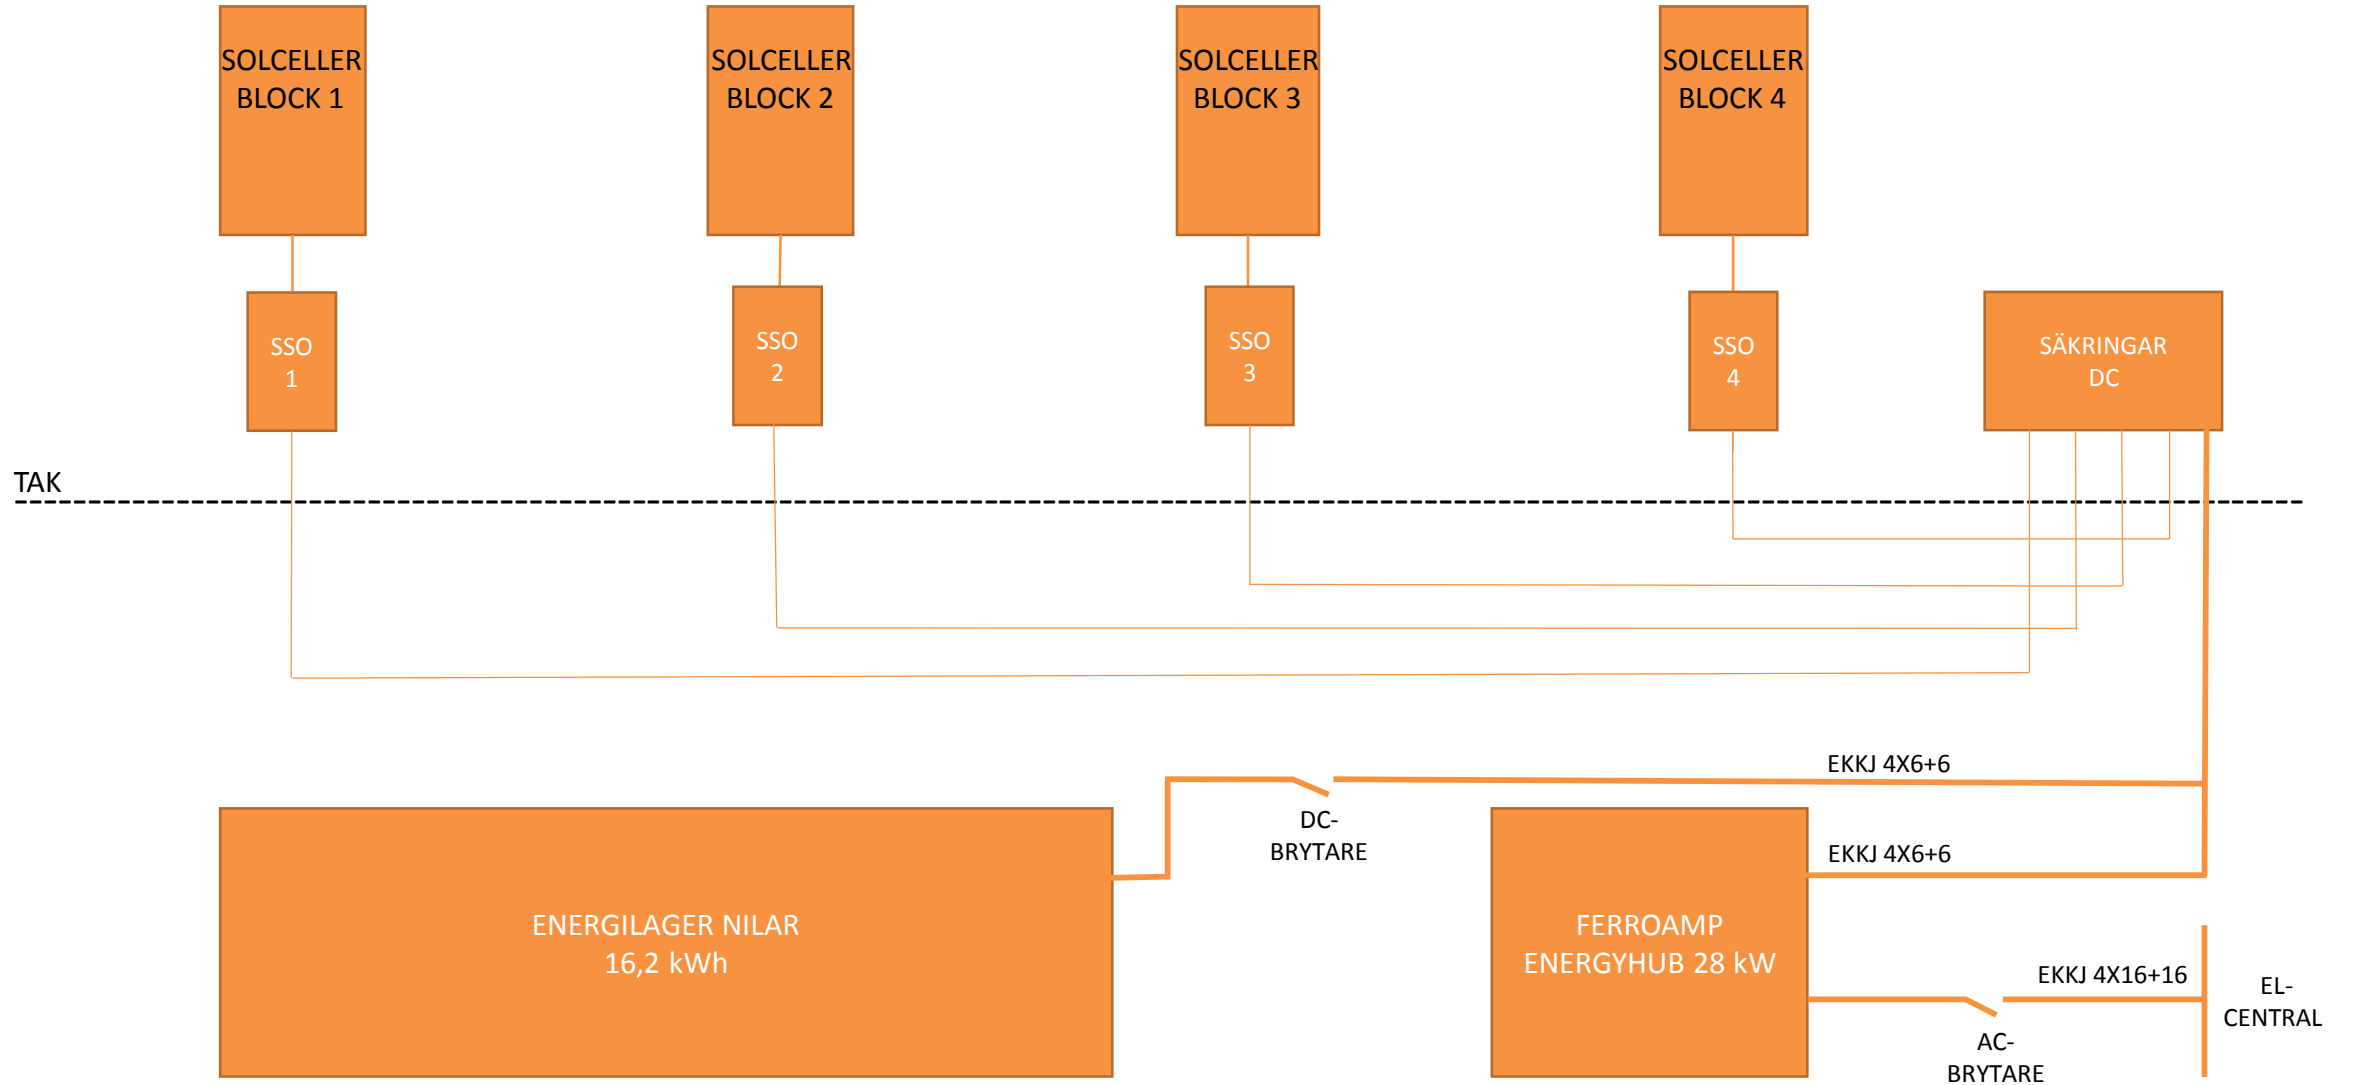 SOLCELLER
BLOCK 1
SOLCELLER
BLOCK 2
SOLCELLER
BLOCK 3
SOLCELLER
BLOCK 4
SSO
1
SSO
2
SSO
3
SSO
4
SÄKRINGAR
DC
TAK
EKKJ 4X6+6
DC-
BRYTARE
EKKJ 4X6+6
ENERGILAGER NILAR
16,2 kWh
FERROAMP
ENERGYHUB 28 kW
EKKJ 4X16+16
EL-
CENTRAL
AC-
BRYTARE